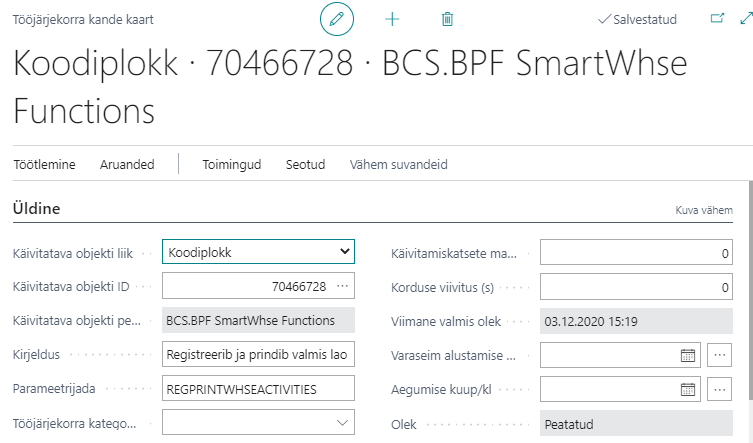 Tööjärjekorra kande kaart
Salvestatud
Koodiplokk · 70466728 · BCS.BPF SmartWhse
Functions
Töötlemine Aruanded Toimingud Seotud Vähem suvandeid
Üldine
Kuva vähem
Käivitatava objekti liik Koodiplokk
Käivitatava objekti ID 70466728
Käivitatava objekti pe... BCS.BPF SmartWhse Functions
Kirjeldus Registreerib ja prindib valmis lao
Parameetrijada REGPRINTWHSEACTIVITIES
Tööjärjekorra katego...
Käivitamiskatsete ma... 0
Korduse viivitus (s) 0
Viimane valmis olek 03.12.2020 15:19
Varaseim alustamise ...
Aegumise kuup/kl
Olek Peatatud